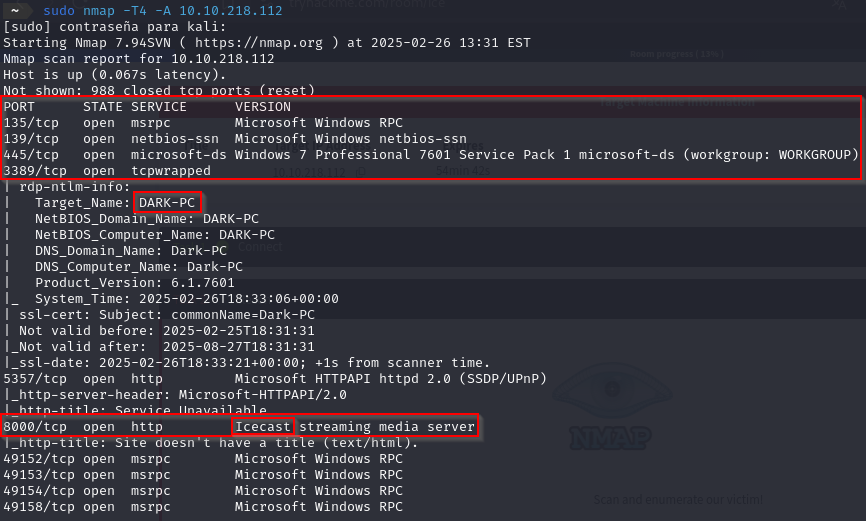 ~ sudo nmap -T4 -A 10.10.218.112
[sudo] contraseña para kali:
Starting Nmap 7.94SVN ( https://nmap.org ) at 2025-02-26 13:31 EST
Nmap scan report for 10.10.218.112
Host is up (0.067s latency).
Not shown: 988 closed tcp ports (reset)
PORT      STATE SERVICE      VERSION
135/tcp   open  msrpc        Microsoft Windows RPC
139/tcp   open  netbios-ssn  Microsoft Windows netbios-ssn
445/tcp   open  microsoft-ds Windows 7 Professional 7601 Service Pack 1 microsoft-ds (workgroup: WORKGROUP)
3389/tcp  open  tcpwrapped
| rdp-ntlm-info:
|   Target_Name: DARK-PC
|   NetBIOS_Domain_Name: DARK-PC
|   NetBIOS_Computer_Name: DARK-PC
|   DNS_Domain_Name: Dark-PC
|   DNS_Computer_Name: Dark-PC
|   Product_Version: 6.1.7601
|_  System_Time: 2025-02-26T18:33:06+00:00
| ssl-cert: Subject: commonName=Dark-PC
| Not valid before: 2025-02-25T18:31:31
|_Not valid after:  2025-08-27T18:31:31
|_ssl-date: 2025-02-26T18:33:21+00:00; +1s from scanner time.
5357/tcp  open  http         Microsoft HTTPAPI httpd 2.0 (SSDP/UPnP)
|_http-server-header: Microsoft-HTTPAPI/2.0
|_http-title: Service Unavailable
8000/tcp  open  http         Icecast streaming media server
|_http-title: Site doesn't have a title (text/html).
49152/tcp open  msrpc        Microsoft Windows RPC
49153/tcp open  msrpc        Microsoft Windows RPC
49154/tcp open  msrpc        Microsoft Windows RPC
49158/tcp open  msrpc        Microsoft Windows RPC
Connect
NMAP
Scan and enumerate our victim!